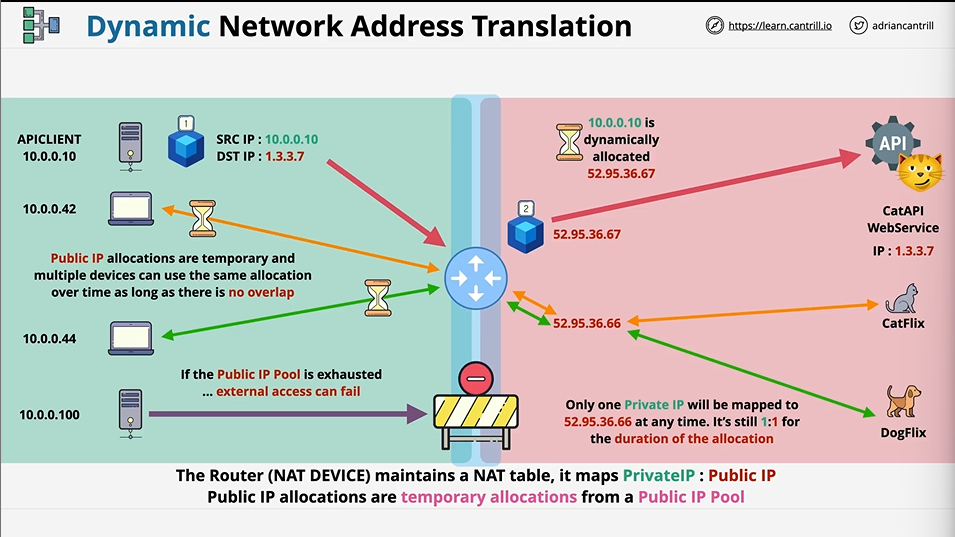 Dynamic Network Address Translation
https://learn.cantrill.io
adriancantrill
APICLIENT
10.0.0.10
1
SRC IP : 10.0.0.10
DST IP : 1.3.3.7
10.0.0.10 is
dynamically
allocated
52.95.36.67
API
CatAPI
WebService
IP : 1.3.3.7
10.0.0.42
2
52.95.36.67
Public IP allocations are temporary and
multiple devices can use the same allocation
over time as long as there is no overlap
52.95.36.66
CatFlix
10.0.0.44
If the Public IP Pool is exhausted
... external access can fail
10.0.0.100
Only one Private IP will be mapped to
52.95.36.66 at any time. It's still 1:1 for
the duration of the allocation
DogFlix
The Router (NAT DEVICE) maintains a NAT table, it maps PrivateIP : Public IP
Public IP allocations are temporary allocations from a Public IP Pool